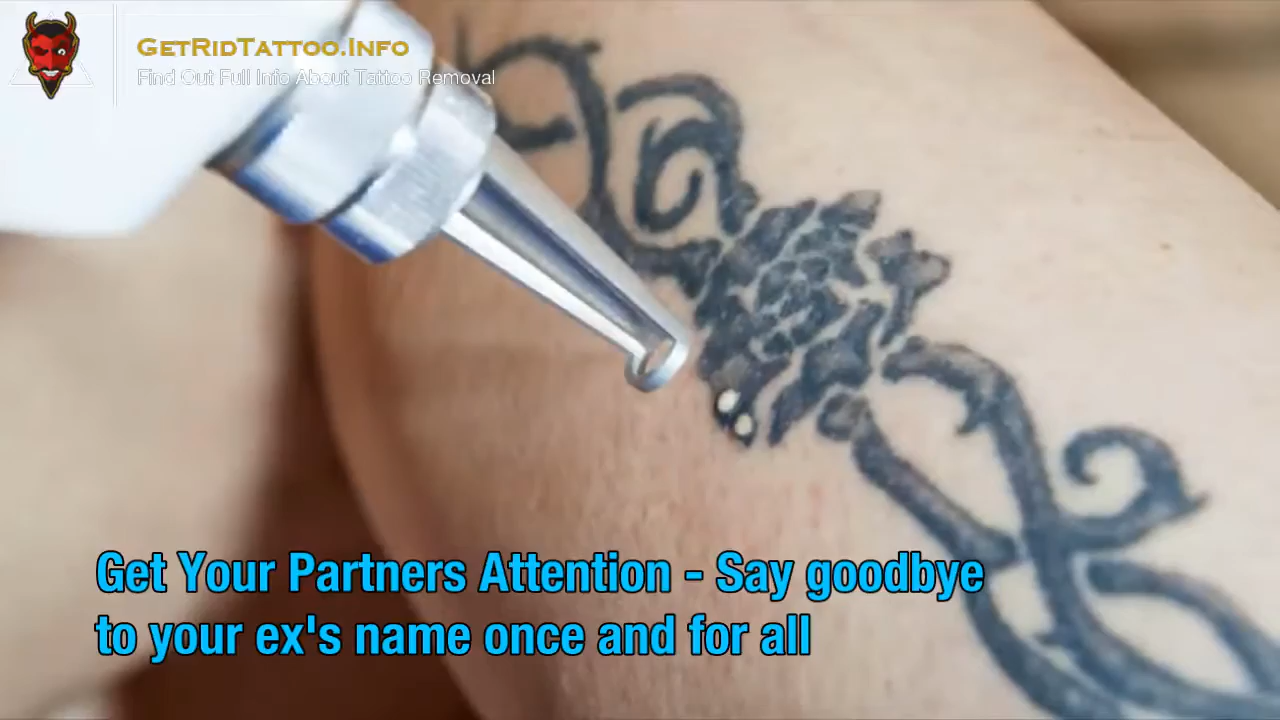 GetRidTattoo.Info
Find Out Full Info About Tattoo Removal
Get Your Partners Attention - Say goodbye
to your ex's name once and for all